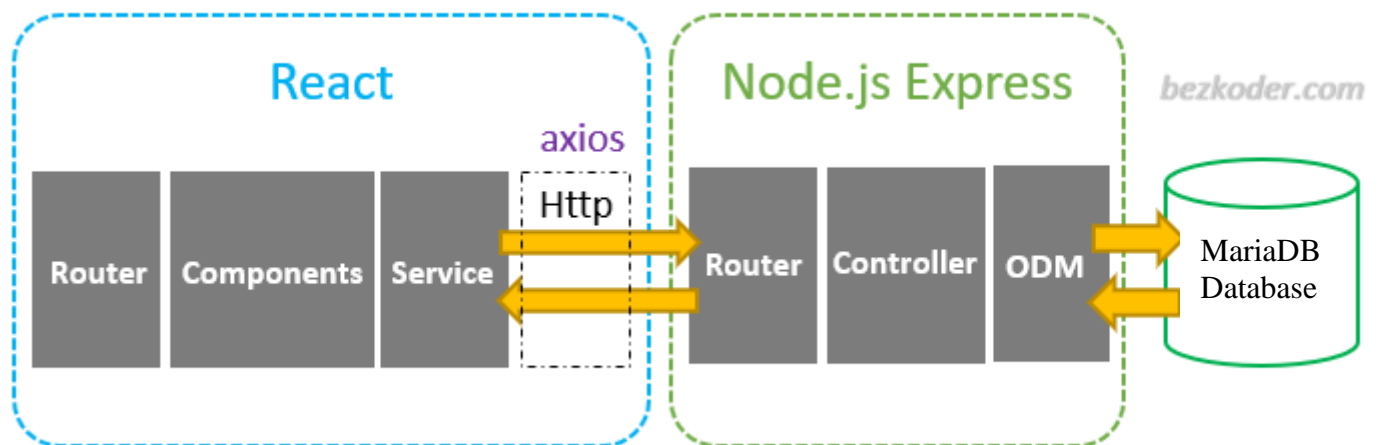 React
Node.js Express
bezkoder.com
axios
Http
Router
Components
Service
Router
Controller
ODM
MariaDB
Database